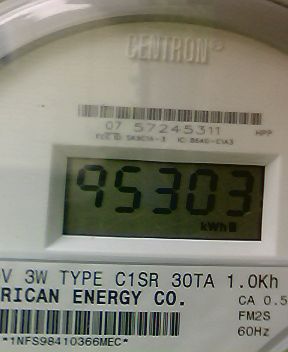 CENTRON®
07 57245311 HPP
95303
kWh
V 3W TYPE C1SR 30TA 1.0Kh
RICAN ENERGY CO.
CA 0.5
FM2S
60Hz
*1NFS98410366MEC*